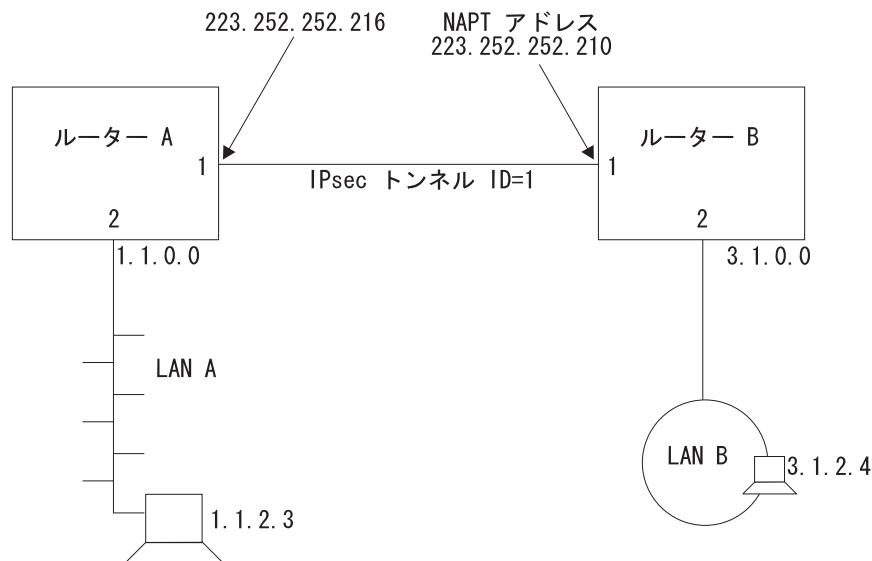 223.252.252.216
NAPT アドレス
223.252.252.210
ルーター A
1
ルーター B
1
IPsec トンネル ID=1
2
2
1.1.0.0
3.1.0.0
LAN A
LAN B
3.1.2.4
1.1.2.3